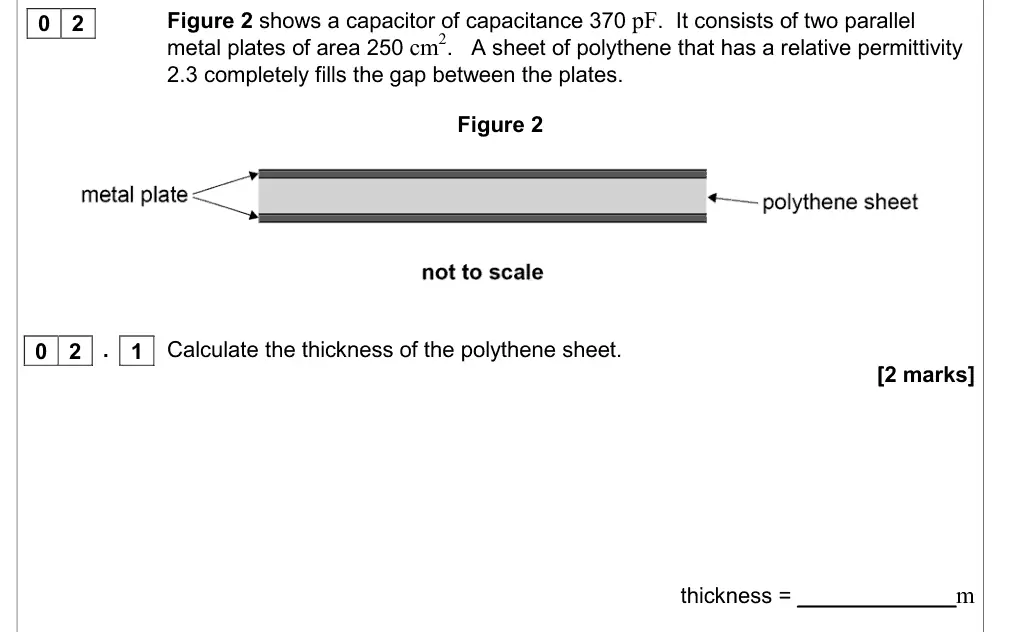 0 2 Figure 2 shows a capacitor of capacitance 370 pF. It consists of two parallel
metal plates of area 250 cm². A sheet of polythene that has a relative permittivity
2.3 completely fills the gap between the plates.
Figure 2
metal plate
polythene sheet
not to scale
0 2 . 1 Calculate the thickness of the polythene sheet.
[2 marks]
thickness = ______________m